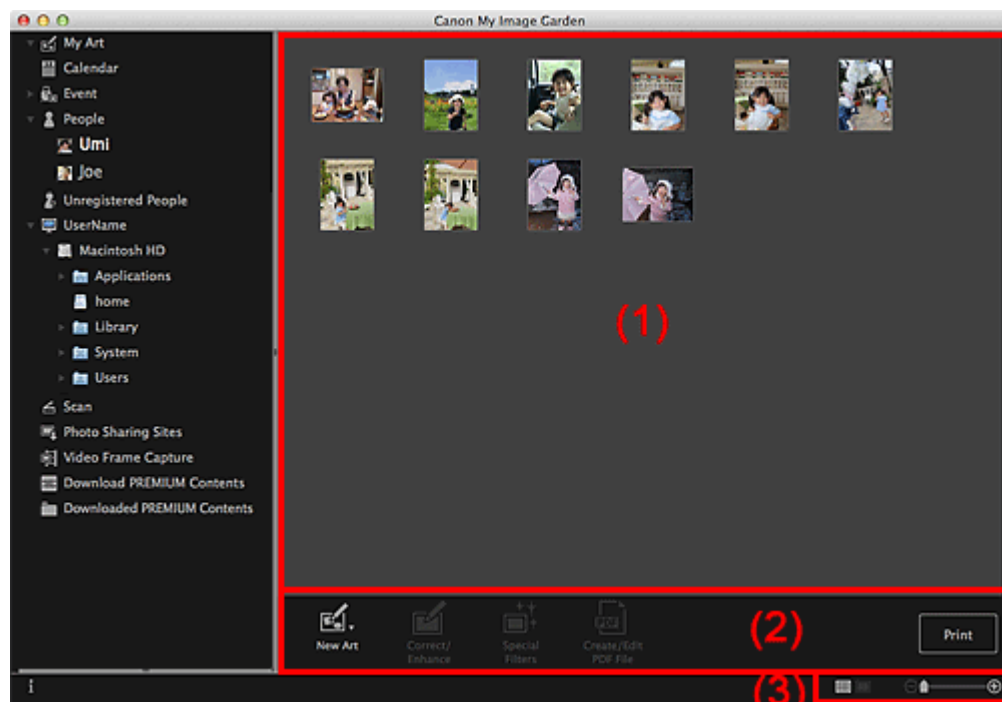 Canon My Image Garden
My Art
Calendar
Event
People
Umi
Joe
Unregistered People
UserName
Macintosh HD
Applications
home
Library
System
Users
Scan
Photo Sharing Sites
Video Frame Capture
Download PREMIUM Contents
Downloaded PREMIUM Contents
(1)
New Art
Correct/
Enhance
Special
Filters
PDF
Create/Edit
PDF File
(2)
Print
i
(3)